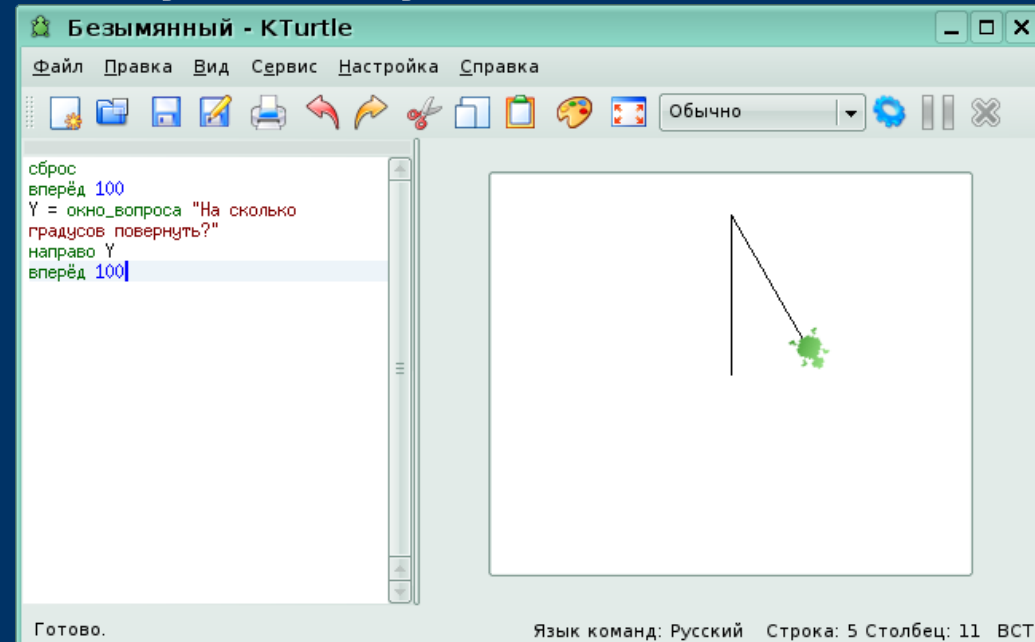 Безымянный - KTurtle
Файл Правка Вид Сервис Настройка Справка
Обычно
сброс
вперёд 100
Y = окно_вопроса "На сколько
градусов повернуть?"
направо Y
вперёд 100
Готово.
Язык команд: Русский Строка: 5 Столбец: 11 ВСТ